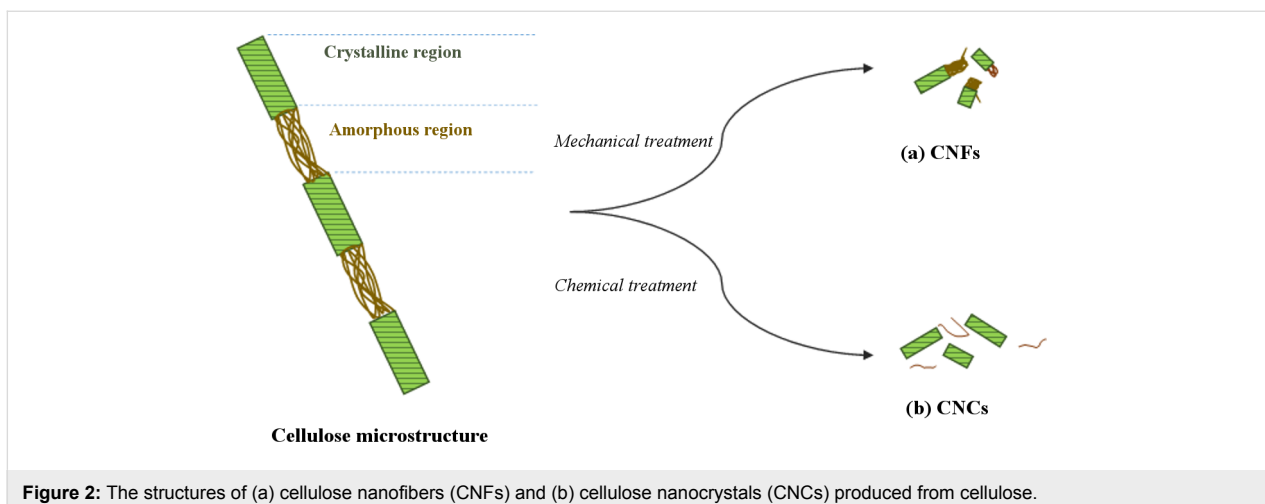 Crystalline region
Amorphous region
Mechanical treatment
(a) CNFs
Chemical treatment
(b) CNCs
Cellulose microstructure
Figure 2: The structures of (a) cellulose nanofibers (CNFs) and (b) cellulose nanocrystals (CNCs) produced from cellulose.